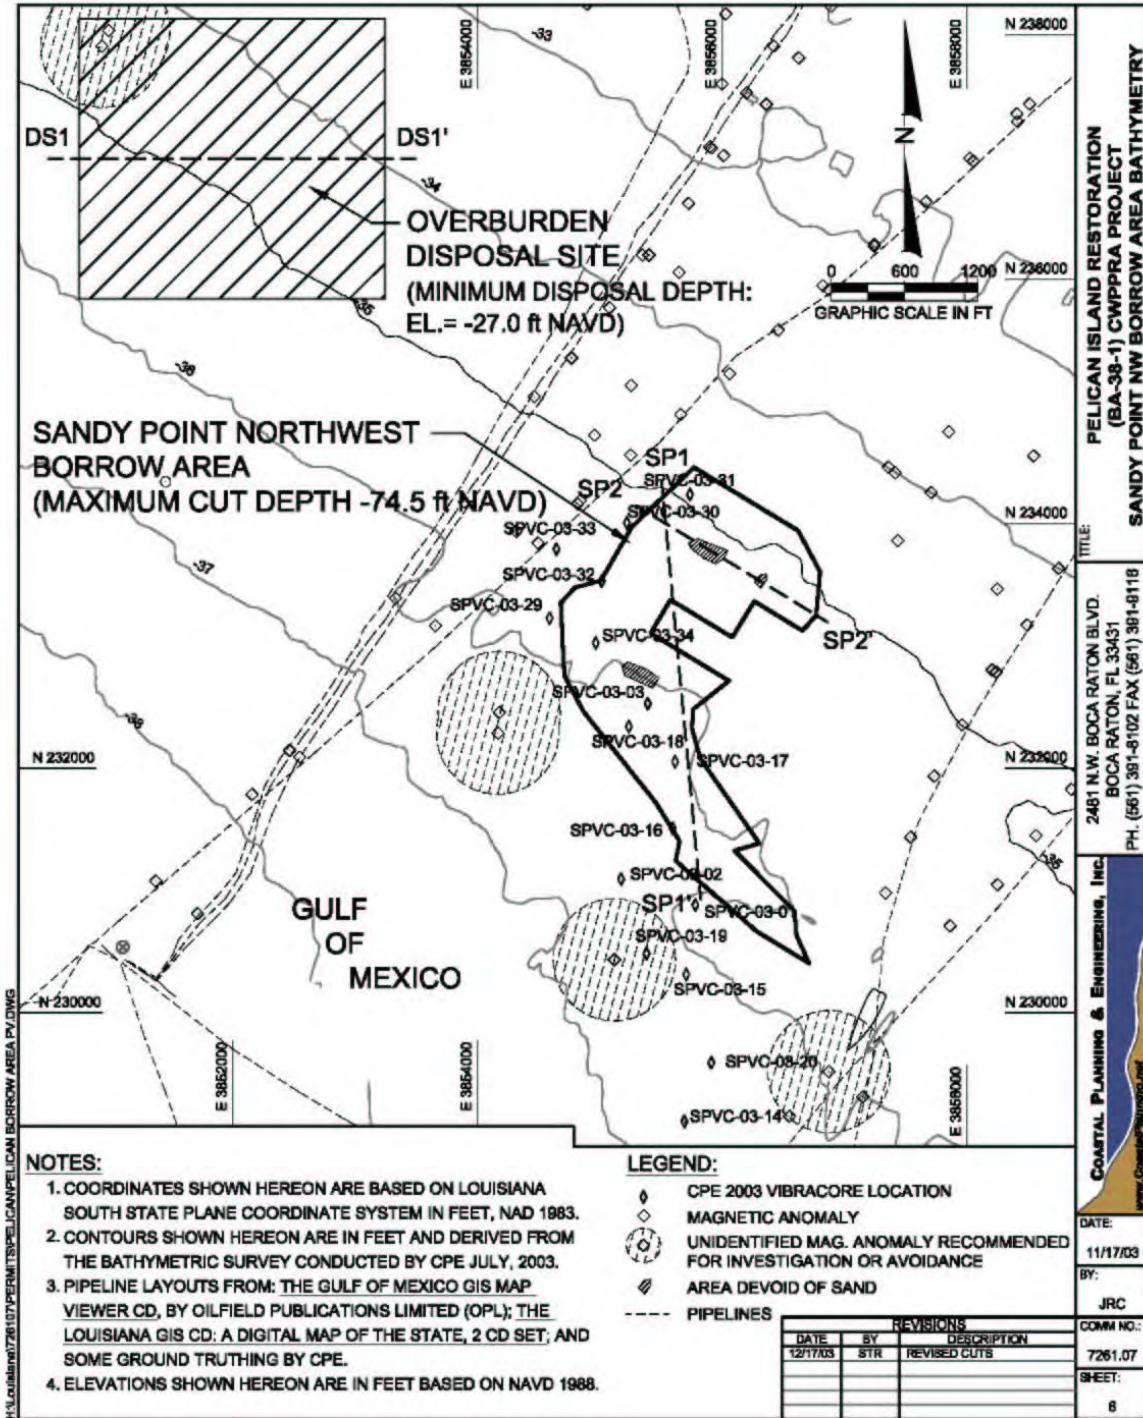 -33
E 3854000
E 3856000
E 3858000
N 238000
DS1
DS1'
-34
N
OVERBURDEN
DISPOSAL SITE
(MINIMUM DISPOSAL DEPTH:
EL.= -27.0 ft NAVD)
0 600 1200
GRAPHIC SCALE IN FT
N 236000
-35
-36
SANDY POINT NORTHWEST
BORROW AREA
(MAXIMUM CUT DEPTH -74.5 ft NAVD)
SP1
SPVC-03-31
SP2
SPVC-03-30
N 234000
SPVC-03-33
-37
SPVC-03-32
SPVC-03-29
SPVC-03-34
SP2'
SPVC-03-03
-38
SPVC-03-18
N 232000
SPVC-03-17
N 232000
SPVC-03-16
-35
SPVC-03-02
SP1'
SPVC-03-0
GULF
OF
MEXICO
SPVC-03-19
SPVC-03-15
N 230000
N 230000
SPVC-03-20
E 3852000
E 3854000
E 3858000
SPVC-03-14
NOTES:
1. COORDINATES SHOWN HEREON ARE BASED ON LOUISIANA
SOUTH STATE PLANE COORDINATE SYSTEM IN FEET, NAD 1983.
2. CONTOURS SHOWN HEREON ARE IN FEET AND DERIVED FROM
THE BATHYMETRIC SURVEY CONDUCTED BY CPE JULY, 2003.
3. PIPELINE LAYOUTS FROM: THE GULF OF MEXICO GIS MAP
VIEWER CD, BY OILFIELD PUBLICATIONS LIMITED (OPL); THE
LOUISIANA GIS CD: A DIGITAL MAP OF THE STATE, 2 CD SET; AND
SOME GROUND TRUTHING BY CPE.
4. ELEVATIONS SHOWN HEREON ARE IN FEET BASED ON NAVD 1988.
LEGEND:
CPE 2003 VIBRACORE LOCATION
MAGNETIC ANOMALY
UNIDENTIFIED MAG. ANOMALY RECOMMENDED
FOR INVESTIGATION OR AVOIDANCE
AREA DEVOID OF SAND
PIPELINES
REVISIONS
DATE BY DESCRIPTION
12/17/03 STR REVISED CUTS
TITLE:
PELICAN ISLAND RESTORATION
(BA-38-1) CWPPRA PROJECT
SANDY POINT NW BORROW AREA BATHYMETRY
2481 N.W. BOCA RATON BLVD.
BOCA RATON, FL 33431
PH. (561) 391-8102 FAX (561) 391-9116
COASTAL PLANNING & ENGINEERING, INC.
DATE:
11/17/03
BY:
JRC
COMM NO.:
7261.07
SHEET:
6